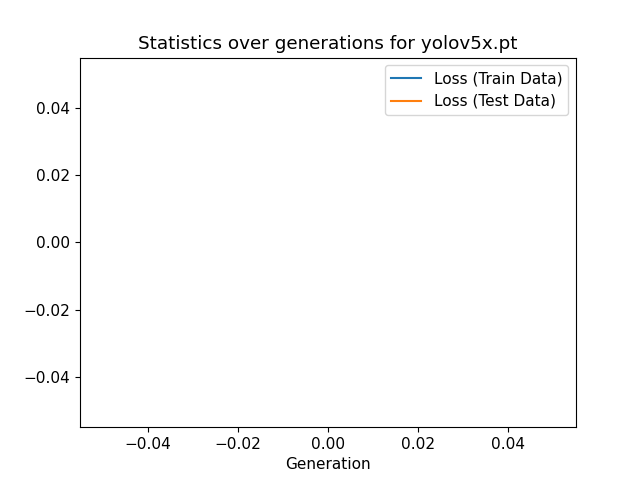 Statistics over generations for yolov5x.pt
Loss (Train Data)
Loss (Test Data)
0.04
0.02
0.00
−0.02
−0.04
−0.04 −0.02 0.00 0.02 0.04
Generation